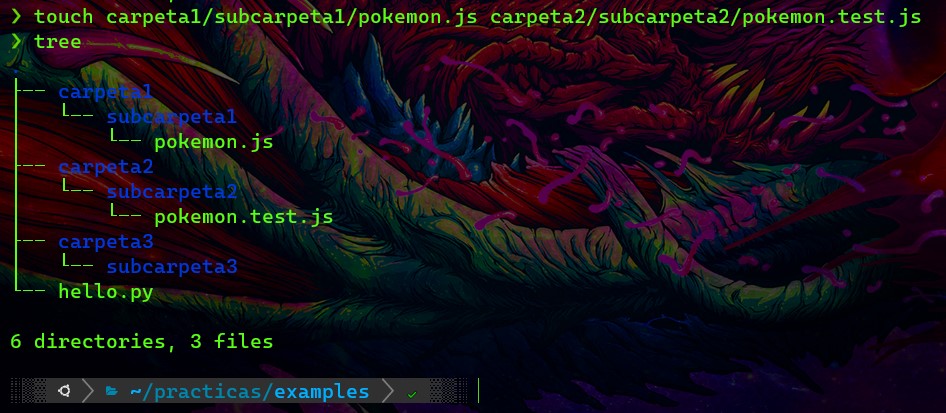 ❯ touch carpeta1/subcarpeta1/pokemon.js carpeta2/subcarpeta2/pokemon.test.js
❯ tree
.
├── carpeta1
│   └── subcarpeta1
│       └── pokemon.js
├── carpeta2
│   └── subcarpeta2
│       └── pokemon.test.js
├── carpeta3
│   └── subcarpeta3
└── hello.py
6 directories, 3 files
~/practicas/examples ✓